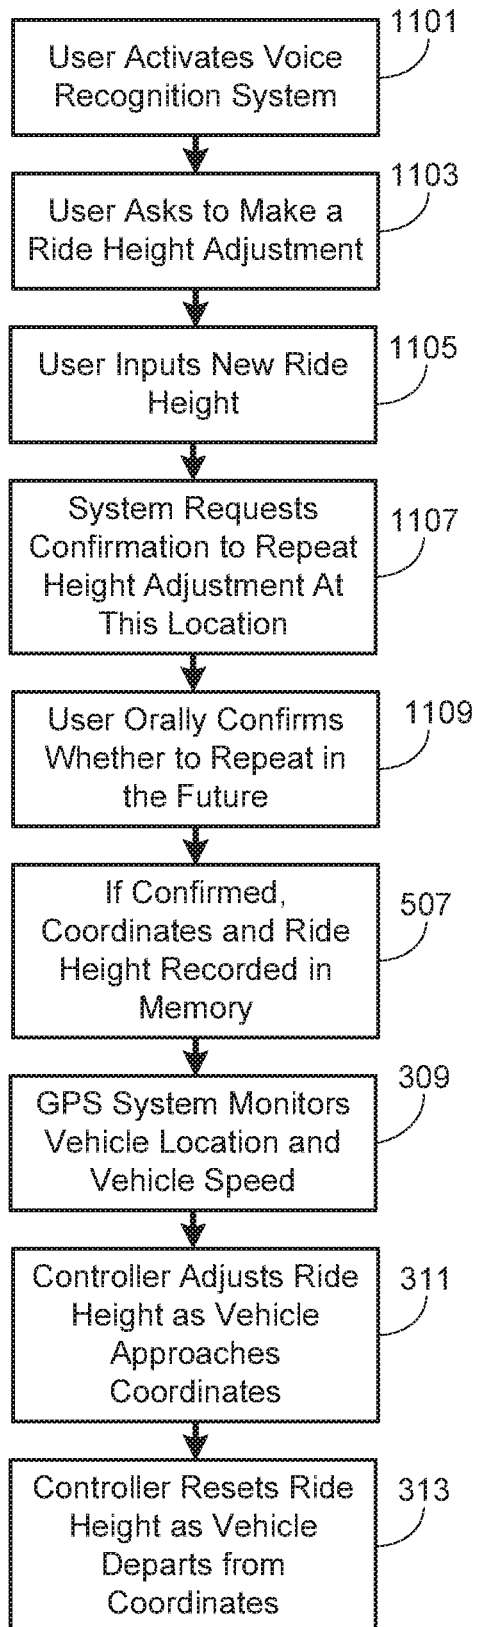 1101
User Activates Voice
Recognition System
1103
User Asks to Make a
Ride Height Adjustment
1105
User Inputs New Ride
Height
1107
System Requests
Confirmation to Repeat
Height Adjustment At
This Location
1109
User Orally Confirms
Whether to Repeat in
the Future
507
If Confirmed,
Coordinates and Ride
Height Recorded in
Memory
309
GPS System Monitors
Vehicle Location and
Vehicle Speed
311
Controller Adjusts Ride
Height as Vehicle
Approaches
Coordinates
313
Controller Resets Ride
Height as Vehicle
Departs from
Coordinates